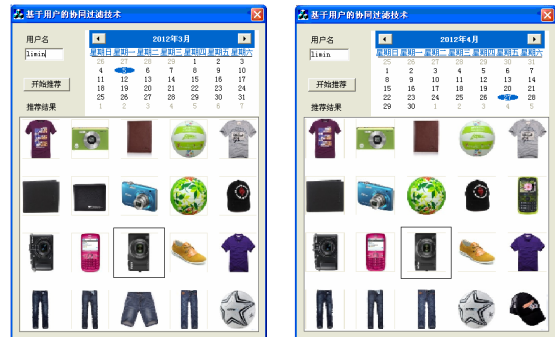 基于用户的协同过滤技术
用户名
limin
开始推荐
推荐结果
2012年3月
星期日 星期一 星期二 星期三 星期四 星期五 星期六
26 27 28 29 1 2 3
4 5 6 7 8 9 10
11 12 13 14 15 16 17
18 19 20 21 22 23 24
25 26 27 28 29 30 31
1 2 3 4 5 6 7
基于用户的协同过滤技术
用户名
limin
开始推荐
推荐结果
2012年4月
星期日 星期一 星期二 星期三 星期四 星期五 星期六
25 26 27 28 29 30 31
1 2 3 4 5 6 7
8 9 10 11 12 13 14
15 16 17 18 19 20 21
22 23 24 25 26 27 28
29 30 1 2 3 4 5